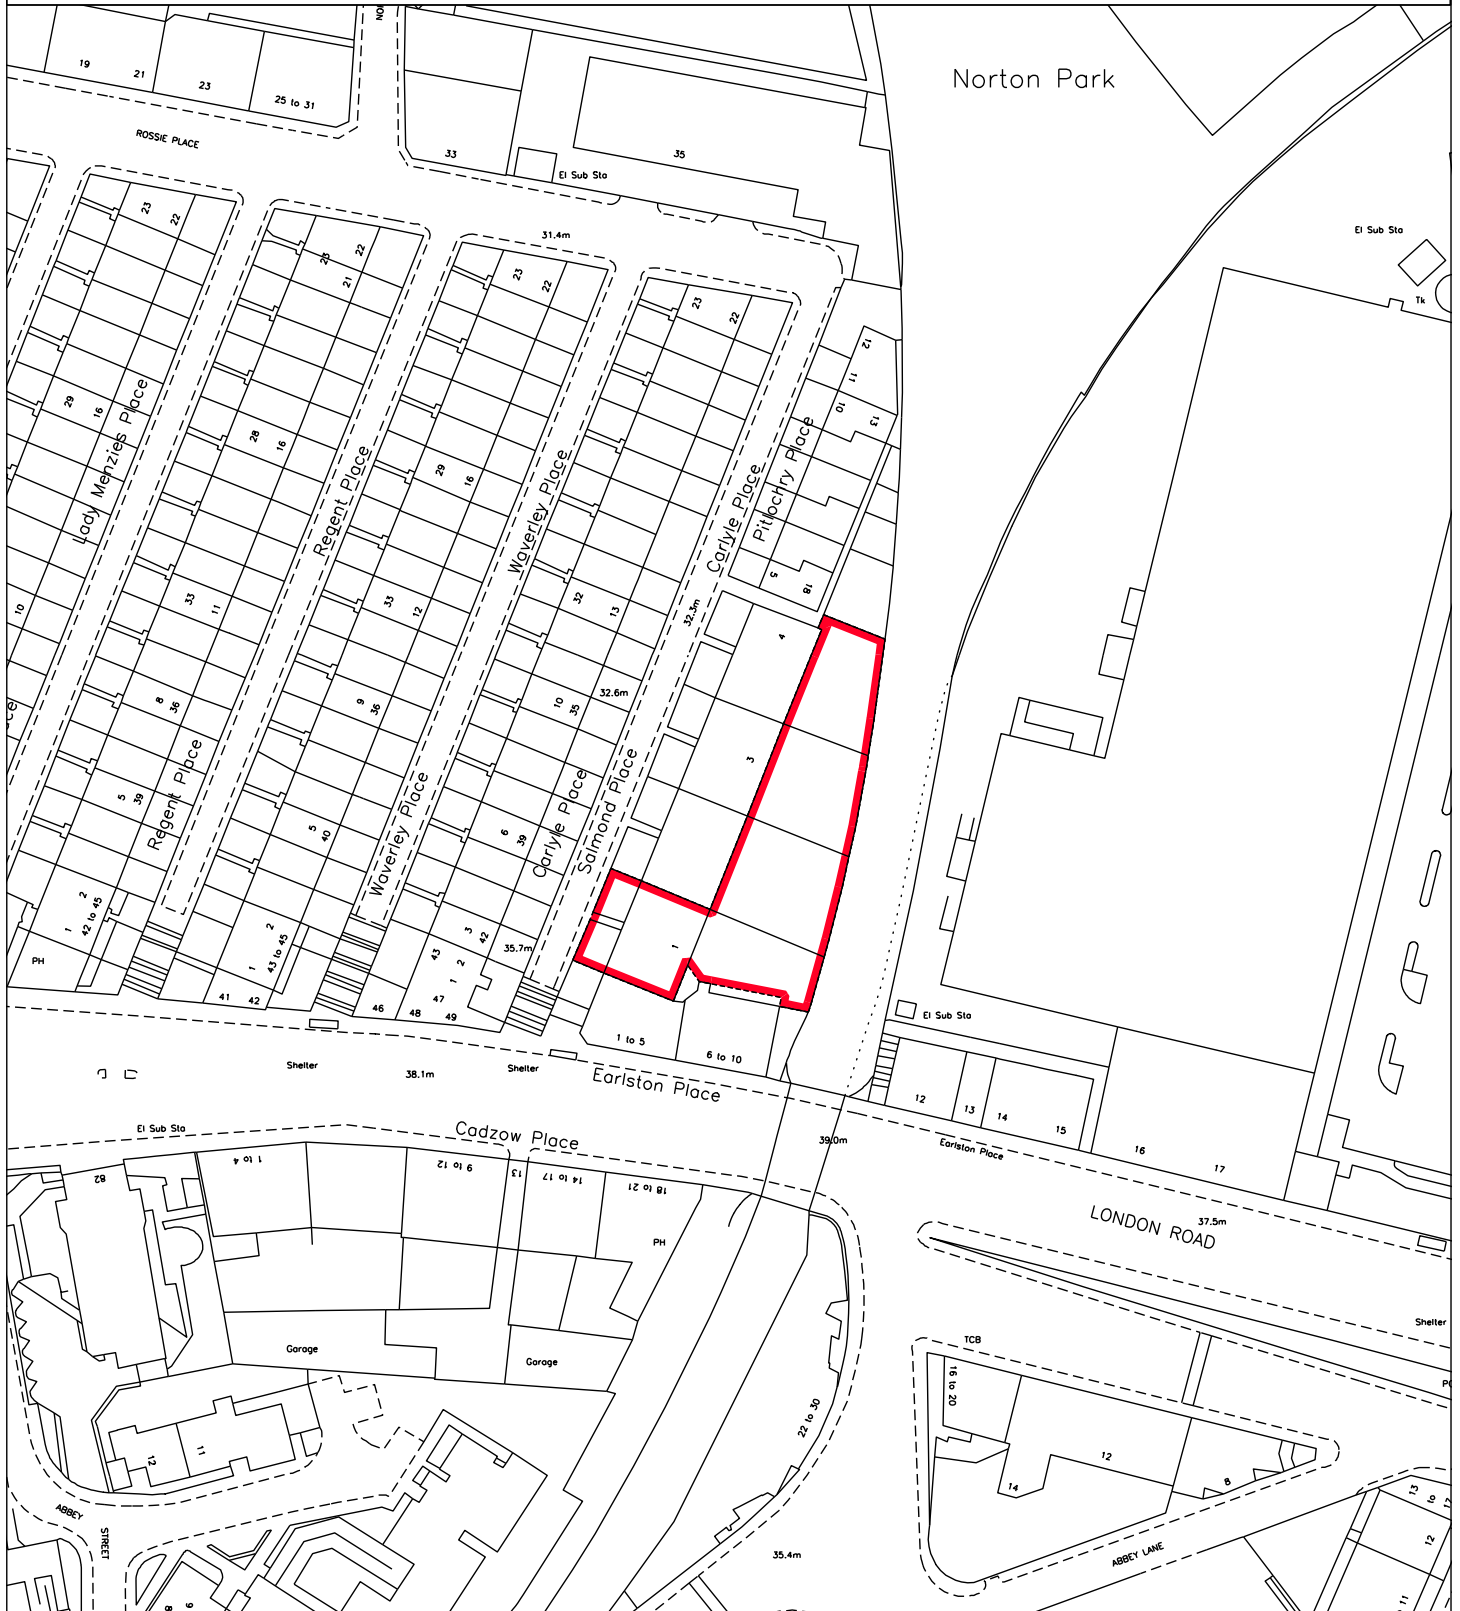 19
21
23
25 to 31
ROSSIE PLACE
33
35
El Sub Sta
Norton Park
31.4m
El Sub Sta
Tk
23
22
23
22
21
23
22
23
22
12
11
10
13
29
16
Lady Menzies Place
28
16
Regent Place
29
16
Waverley Place
Carlyle Place
Pitlochry Place
5
18
10
33
11
33
12
32
13
32.3m
4
8
36
9
36
10
35
32.6m
3
Regent Place
5
39
5
40
Waverley Place
6
39
Carlyle Place
Salmond Place
2
1
42 to 45
PH
2
1
43 to 45
41
42
3
42
43
2
1
35.7m
1
46
47
48
49
1 to 5
6 to 10
El Sub Sta
Shelter
38.1m
Shelter
Earlston Place
12
13
14
15
16
17
El Sub Sta
Cadzow Place
39.0m
Earlston Place
LONDON ROAD
37.5m
82
1 to 4
9 to 12
13
14 to 17
18 to 21
PH
Garage
Garage
Shelter
TCB
16 to 20
12
14
8
22 to 30
12
11
ABBEY
STREET
35.4m
ABBEY LANE
13
to
12
11